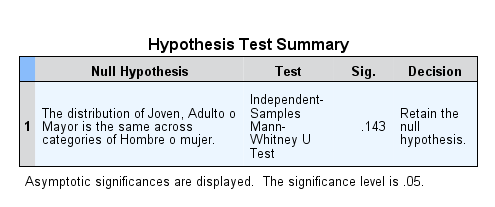 Hypothesis Test Summary
Null Hypothesis Test Sig. Decision
1
The distribution of Joven, Adulto o
Mayor is the same across
categories of Hombre o mujer.
Independent-
Samples
Mann-
Whitney U
Test
.143
Retain the
null
hypothesis.
Asymptotic significances are displayed. The significance level is .05.